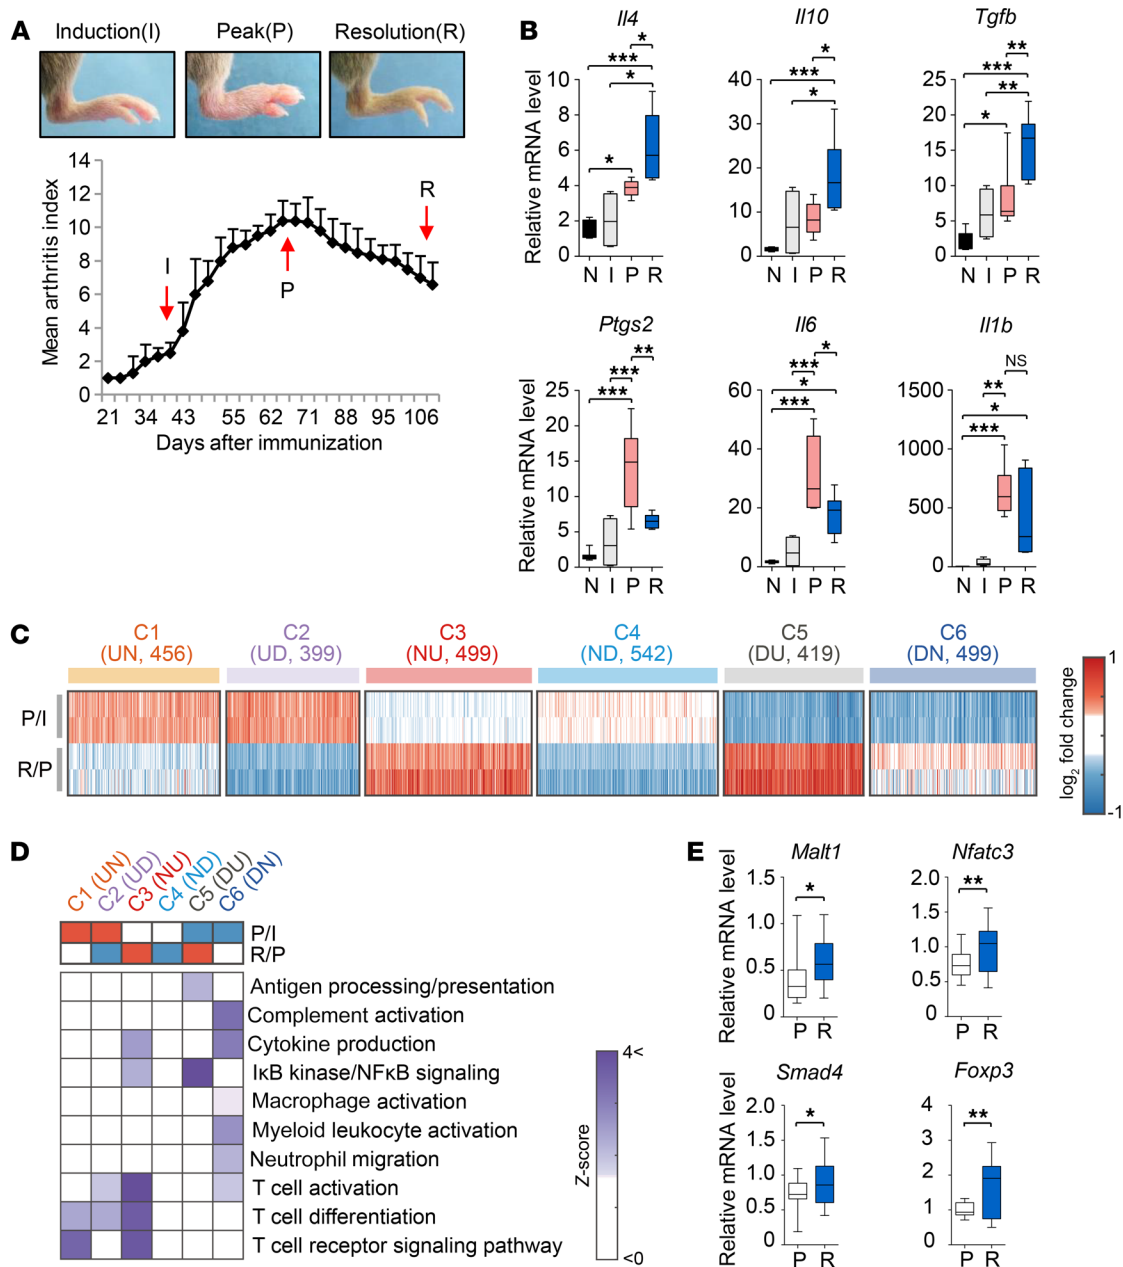 A
Induction(I) Peak(P) Resolution(R)
Mean arthritis index
14
12
10
8
6
4
2
0
I
P
R
21 34 43 55 62 71 88 95 106
Days after immunization
B
Il4
Relative mRNA level
10
8
6
4
2
0
*
***
*
*
N I P R
Il10
40
30
20
10
0
*
***
*
N I P R
Tgfb
25
20
15
10
5
0
**
***
**
*
N I P R
Ptgs2
Relative mRNA level
25
20
15
10
5
0
**
***
***
N I P R
Il6
60
40
20
0
*
***
*
***
N I P R
Il1b
1500
1000
500
0
NS
**
*
***
N I P R
C
C1 C2 C3 C4 C5 C6
(UN, 456) (UD, 399) (NU, 499) (ND, 542) (DU, 419) (DN, 499)
P/I
R/P
1
log2 fold change
-1
D
C1 (UN)
C2 (UD)
C3 (NU)
C4 (ND)
C5 (DU)
C6 (DN)
P/I
R/P
Antigen processing/presentation
Complement activation
Cytokine production
IκB kinase/NFκB signaling
Macrophage activation
Myeloid leukocyte activation
Neutrophil migration
T cell activation
T cell differentiation
T cell receptor signaling pathway
4<
Z-score
<0
E
Malt1
Relative mRNA level
1.5
1.0
0.5
0
*
P R
Nfatc3
2.0
1.5
1.0
0.5
0
**
P R
Smad4
Relative mRNA level
2.0
1.5
1.0
0.5
0
*
P R
Foxp3
4
3
2
1
0
**
P R